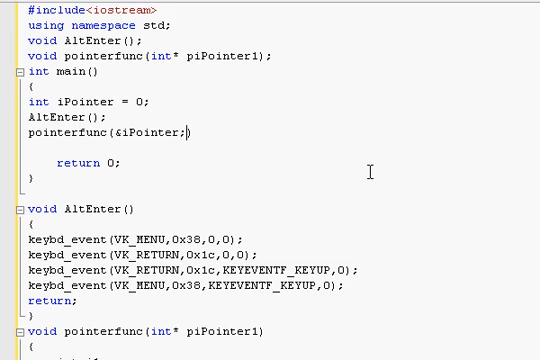 #include<iostream>
using namespace std;
void AltEnter();
void pointerfunc(int* piPointer1);
int main()
{
int iPointer = 0;
AltEnter();
pointerfunc(&iPointer;)
return 0;
}
void AltEnter()
{
keybd_event(VK_MENU,0x38,0,0);
keybd_event(VK_RETURN,0x1c,0,0);
keybd_event(VK_RETURN,0x1c,KEYEVENTF_KEYUP,0);
keybd_event(VK_MENU,0x38,KEYEVENTF_KEYUP,0);
return;
}
void pointerfunc(int* piPointer1)
{